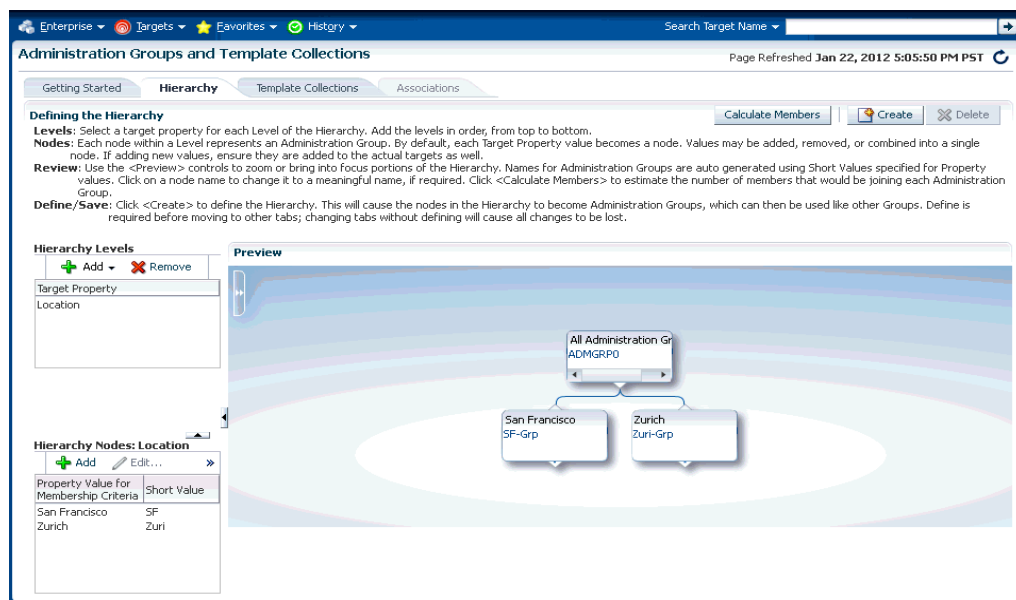 Enterprise Targets Favorites History Search Target Name
Administration Groups and Template Collections
Page Refreshed Jan 22, 2012 5:05:50 PM PST
Getting Started Hierarchy Template Collections Associations
Defining the Hierarchy
Calculate Members Create Delete
Levels: Select a target property for each Level of the Hierarchy. Add the levels in order, from top to bottom.
Nodes: Each node within a Level represents an Administration Group. By default, each Target Property value becomes a node. Values may be added, removed, or combined into a single
node. If adding new values, ensure they are added to the actual targets as well.
Review: Use the <Preview> controls to zoom or bring into focus portions of the Hierarchy. Names for Administration Groups are auto generated using Short Values specified for Property
values. Click on a node name to change it to a meaningful name, if required. Click <Calculate Members> to estimate the number of members that would be joining each Administration
Group.
Define/Save: Click <Create> to define the Hierarchy. This will cause the nodes in the Hierarchy to become Administration Groups, which can then be used like other Groups. Define is
required before moving to other tabs; changing tabs without defining will cause all changes to be lost.
Hierarchy Levels
Add Remove
Target Property
Location
Preview
All Administration Gr
ADMGRP0
San Francisco
SF-Grp
Zurich
Zuri-Grp
Hierarchy Nodes: Location
Add Edit... »
Property Value for
Membership Criteria
Short Value
San Francisco SF
Zurich Zuri